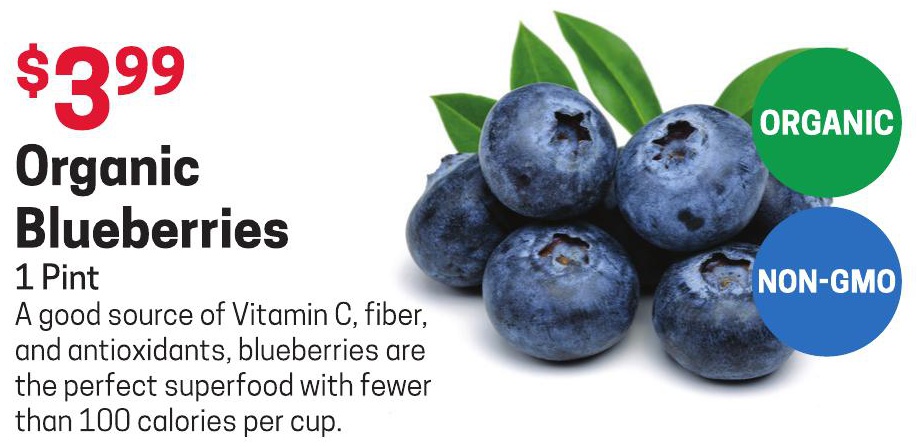 $3.99
Organic
Blueberries
1 Pint
A good source of Vitamin C, fiber,
and antioxidants, blueberries are
the perfect superfood with fewer
than 100 calories per cup.
ORGANIC
NON-GMO